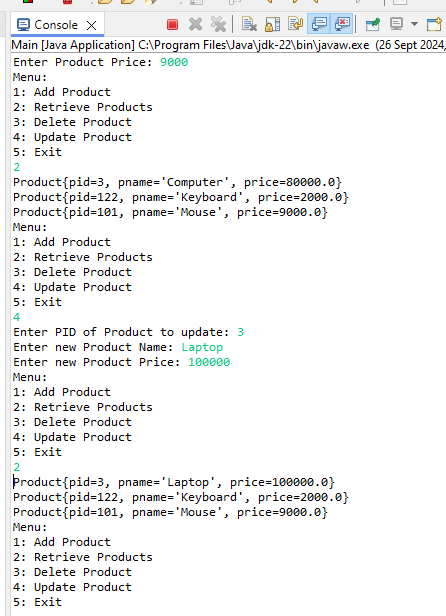 Console
Main [Java Application] C:\Program Files\Java\jdk-22\bin\javaw.exe (26 Sept 2024,
Enter Product Price: 9000
Menu:
1: Add Product
2: Retrieve Products
3: Delete Product
4: Update Product
5: Exit
2
Product{pid=3, pname='Computer', price=80000.0}
Product{pid=122, pname='Keyboard', price=2000.0}
Product{pid=101, pname='Mouse', price=9000.0}
Menu:
1: Add Product
2: Retrieve Products
3: Delete Product
4: Update Product
5: Exit
4
Enter PID of Product to update: 3
Enter new Product Name: Laptop
Enter new Product Price: 100000
Menu:
1: Add Product
2: Retrieve Products
3: Delete Product
4: Update Product
5: Exit
2
Product{pid=3, pname='Laptop', price=100000.0}
Product{pid=122, pname='Keyboard', price=2000.0}
Product{pid=101, pname='Mouse', price=9000.0}
Menu:
1: Add Product
2: Retrieve Products
3: Delete Product
4: Update Product
5: Exit